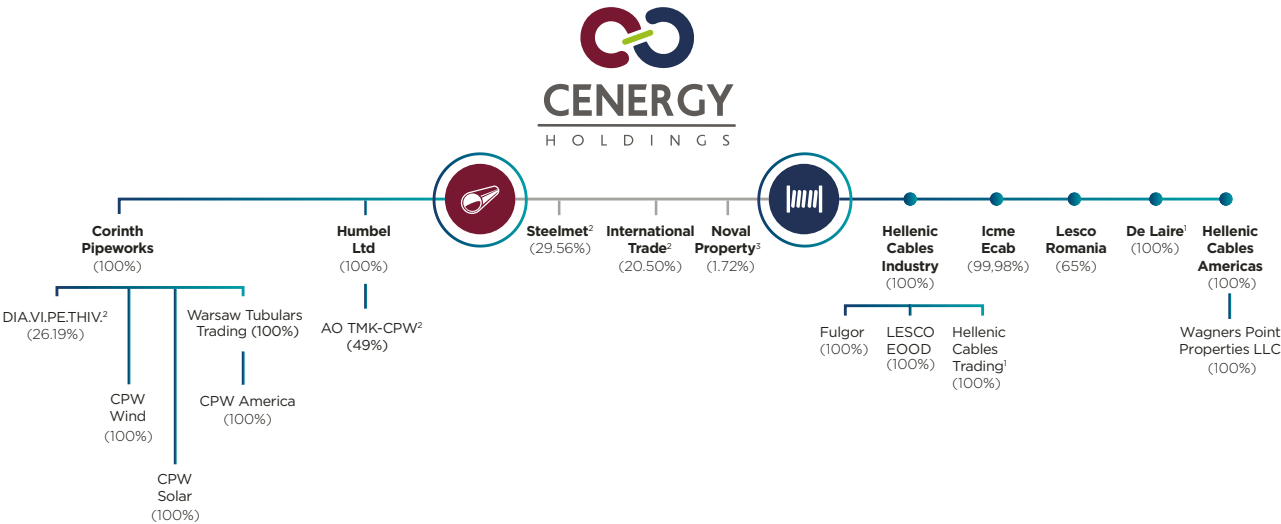 CENERGY
HOLDINGS
Corinth
Pipeworks
(100%)
Humbel
Ltd
(100%)
Steelmet²
(29.56%)
International
Trade²
(20.50%)
Noval
Property³
(1.72%)
Hellenic
Cables
Industry
(100%)
Icme
Ecab
(99,98%)
Lesco
Romania
(65%)
De Laire¹
(100%)
Hellenic
Cables
Americas
(100%)
DIA.VI.PE.THIV.²
(26.19%)
CPW
Wind
(100%)
CPW
Solar
(100%)
Warsaw Tubulars
Trading (100%)
CPW America
(100%)
AO TMK-CPW²
(49%)
Fulgor
(100%)
LESCO
EOOD
(100%)
Hellenic
Cables
Trading¹
(100%)
Wagners Point
Properties LLC
(100%)